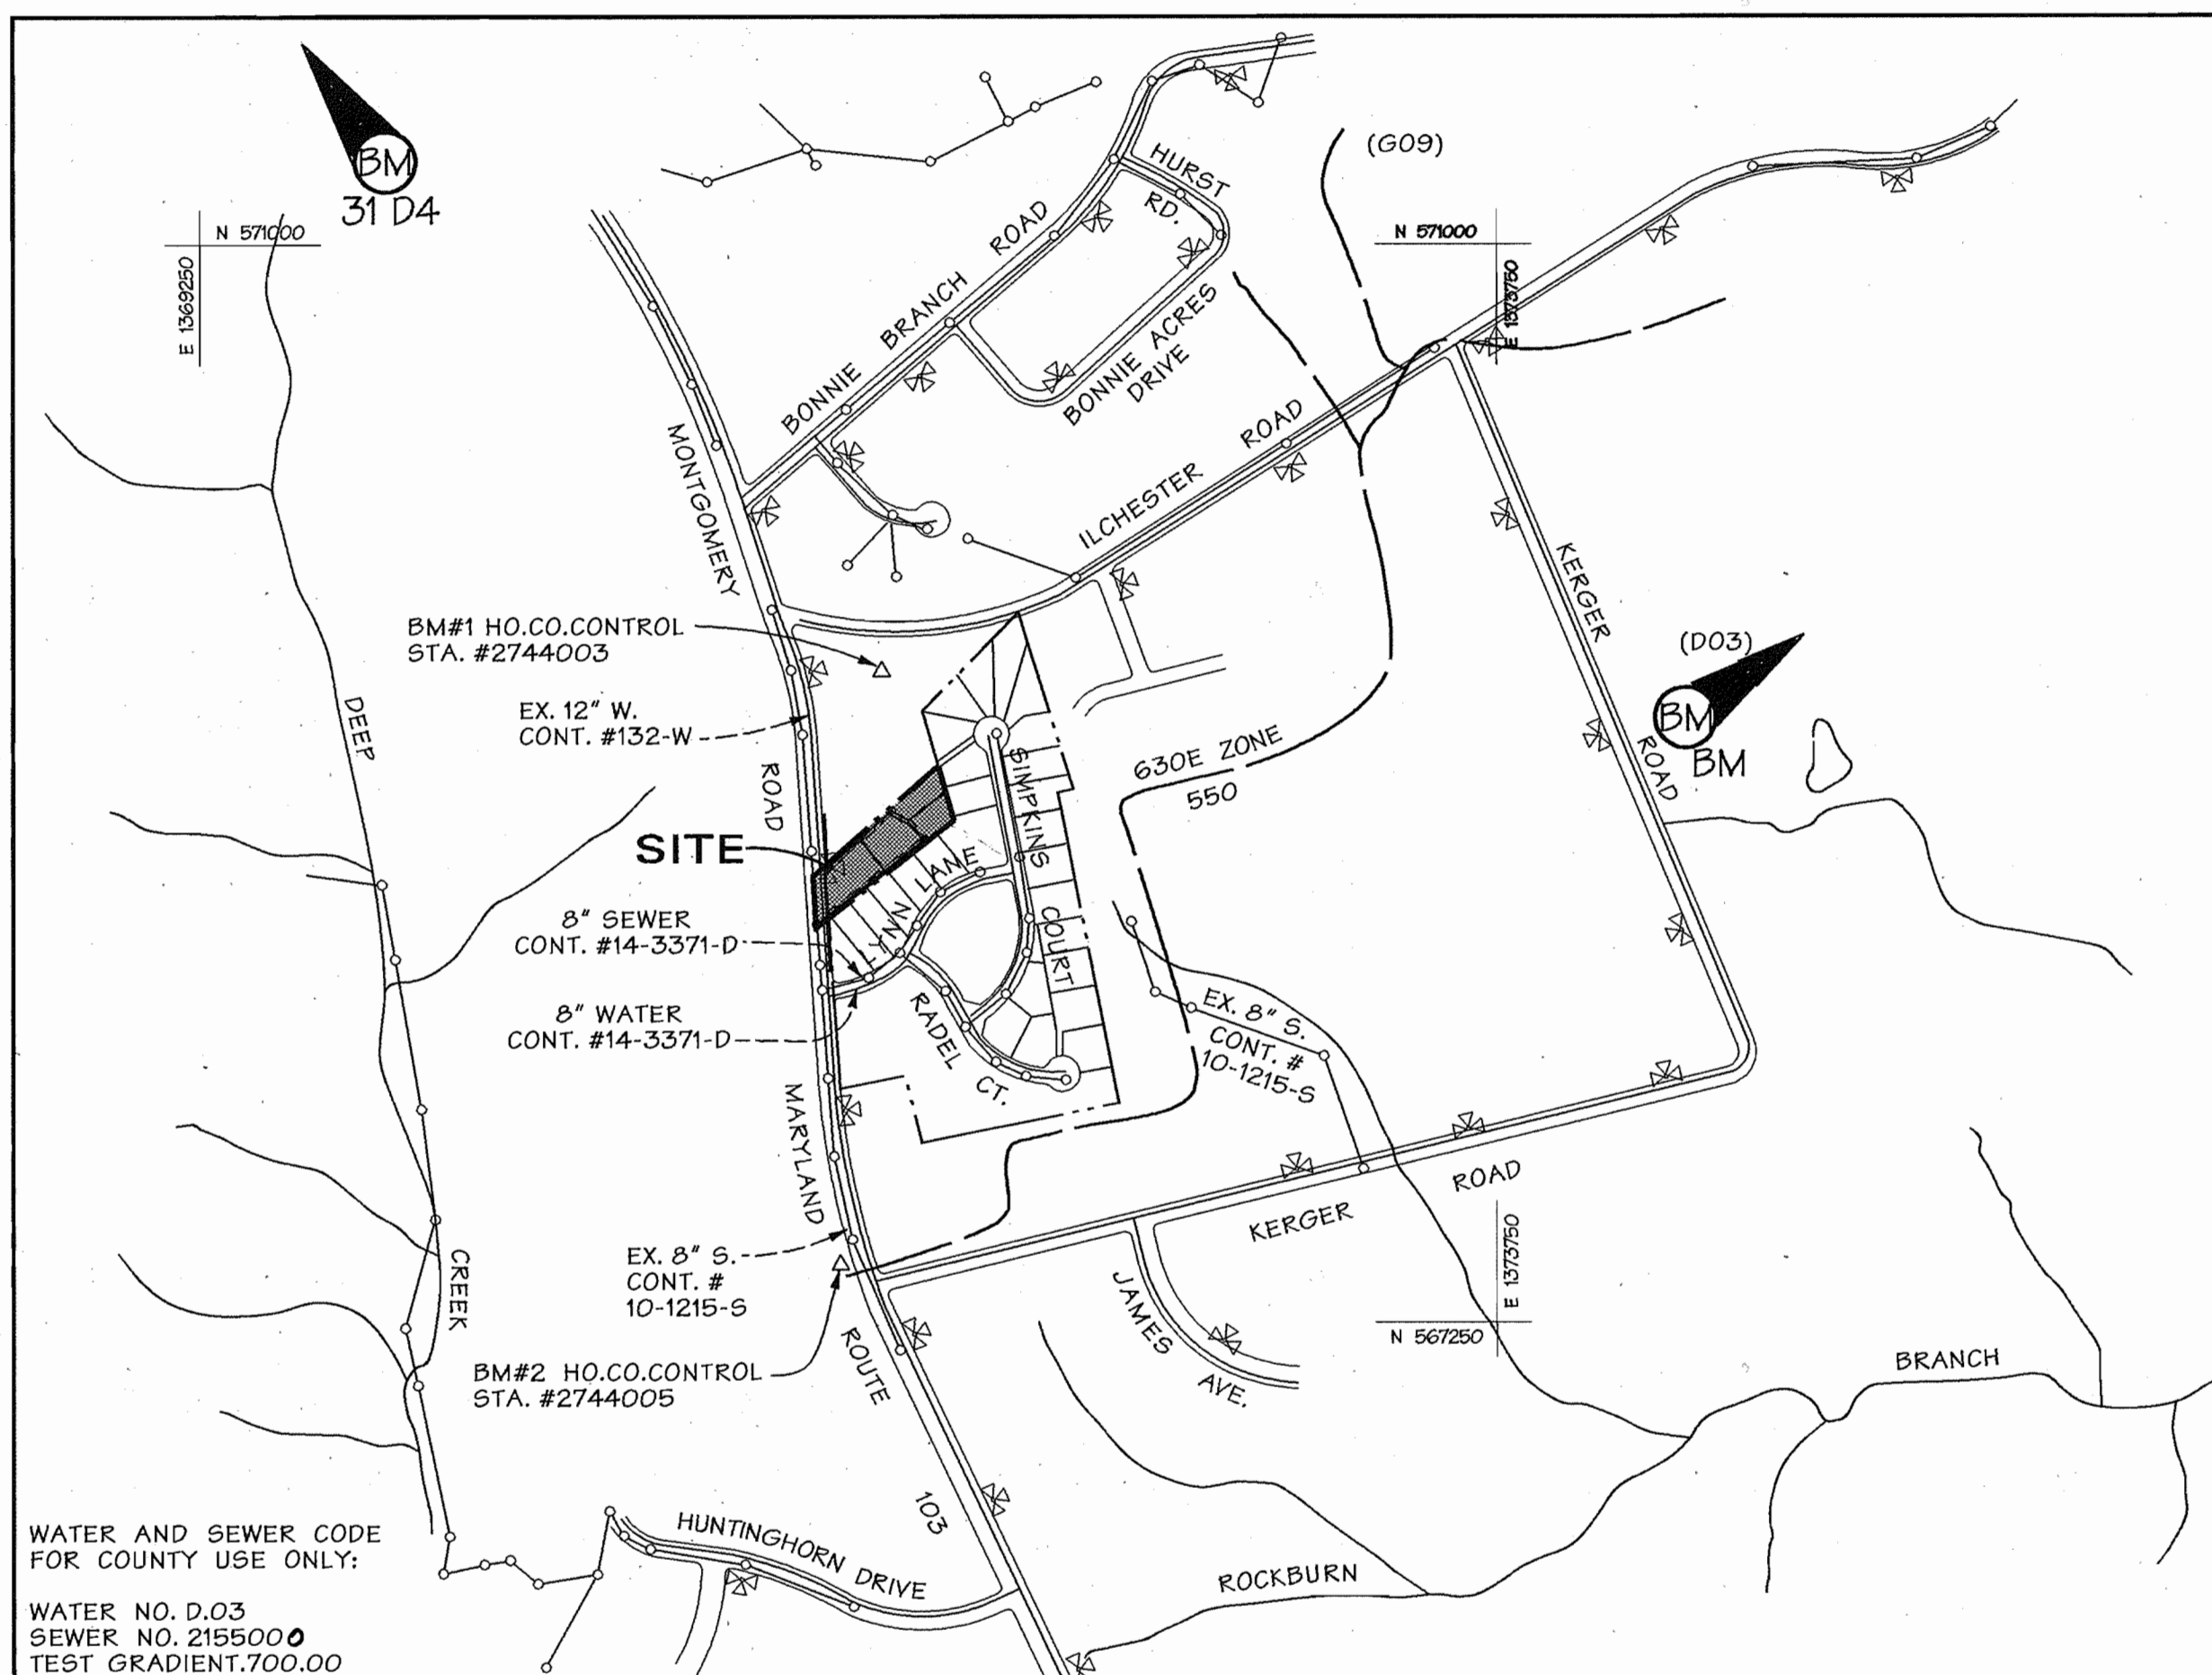 BM
31 D4
N 571000
E 1369250
HURST
RD.
(G09)
N 571000
E 1373750
BONNIE BRANCH ROAD
BONNIE ACRES
DRIVE
MONTGOMERY
ROAD
ILCHESTER ROAD
KERGER
ROAD
BM#1 HO.CO.CONTROL
STA. #2744003
(D03)
BM
BM
DEEP
CREEK
EX. 12" W.
CONT. #132-W
630E ZONE
550
SIMPKINS
COURT
SITE
LYNN LANE
8" SEWER
CONT. #14-3371-D
8" WATER
CONT. #14-3371-D
RADEL CT.
EX. 8" S.
CONT. #
10-1215-S
MARYLAND
ROUTE
103
KERGER ROAD
EX. 8" S.
CONT. #
10-1215-S
JAMES
AVE.
E 1373750
N 567250
BM#2 HO.CO.CONTROL
STA. #2744005
BRANCH
ROCKBURN
HUNTINGHORN DRIVE
WATER AND SEWER CODE
FOR COUNTY USE ONLY:
WATER NO. D.03
SEWER NO. 2155000
TEST GRADIENT.700.00